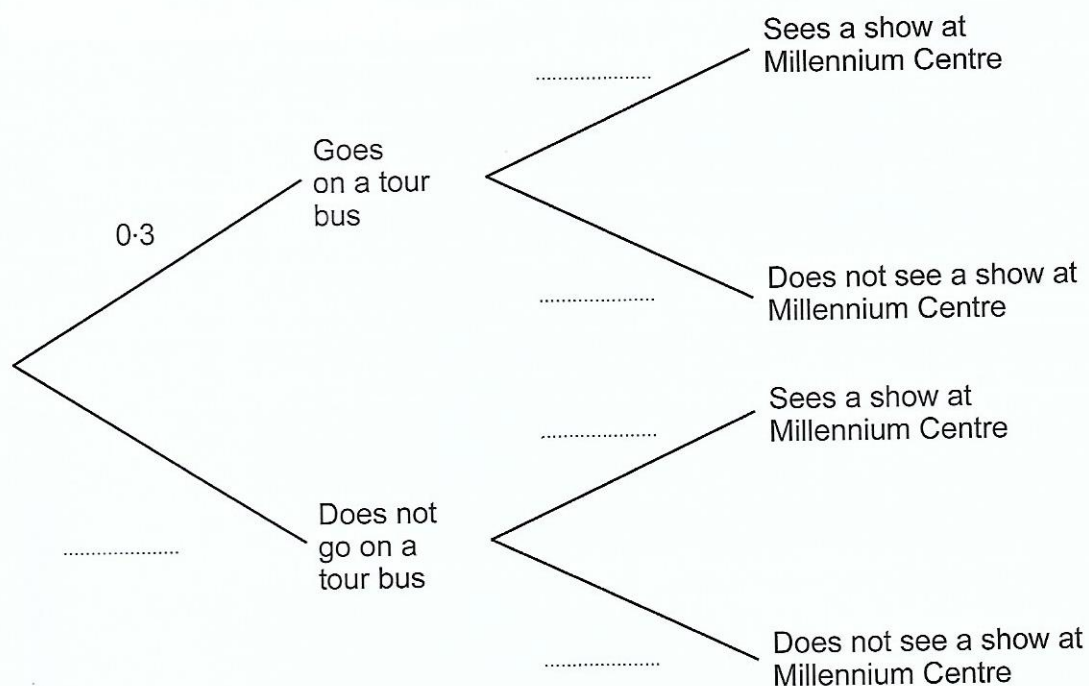 Sees a show at
Millennium Centre
....................
Goes
on a tour
bus
0·3
Does not see a show at
Millennium Centre
....................
Sees a show at
Millennium Centre
....................
Does not
go on a
tour bus
....................
Does not see a show at
Millennium Centre
....................